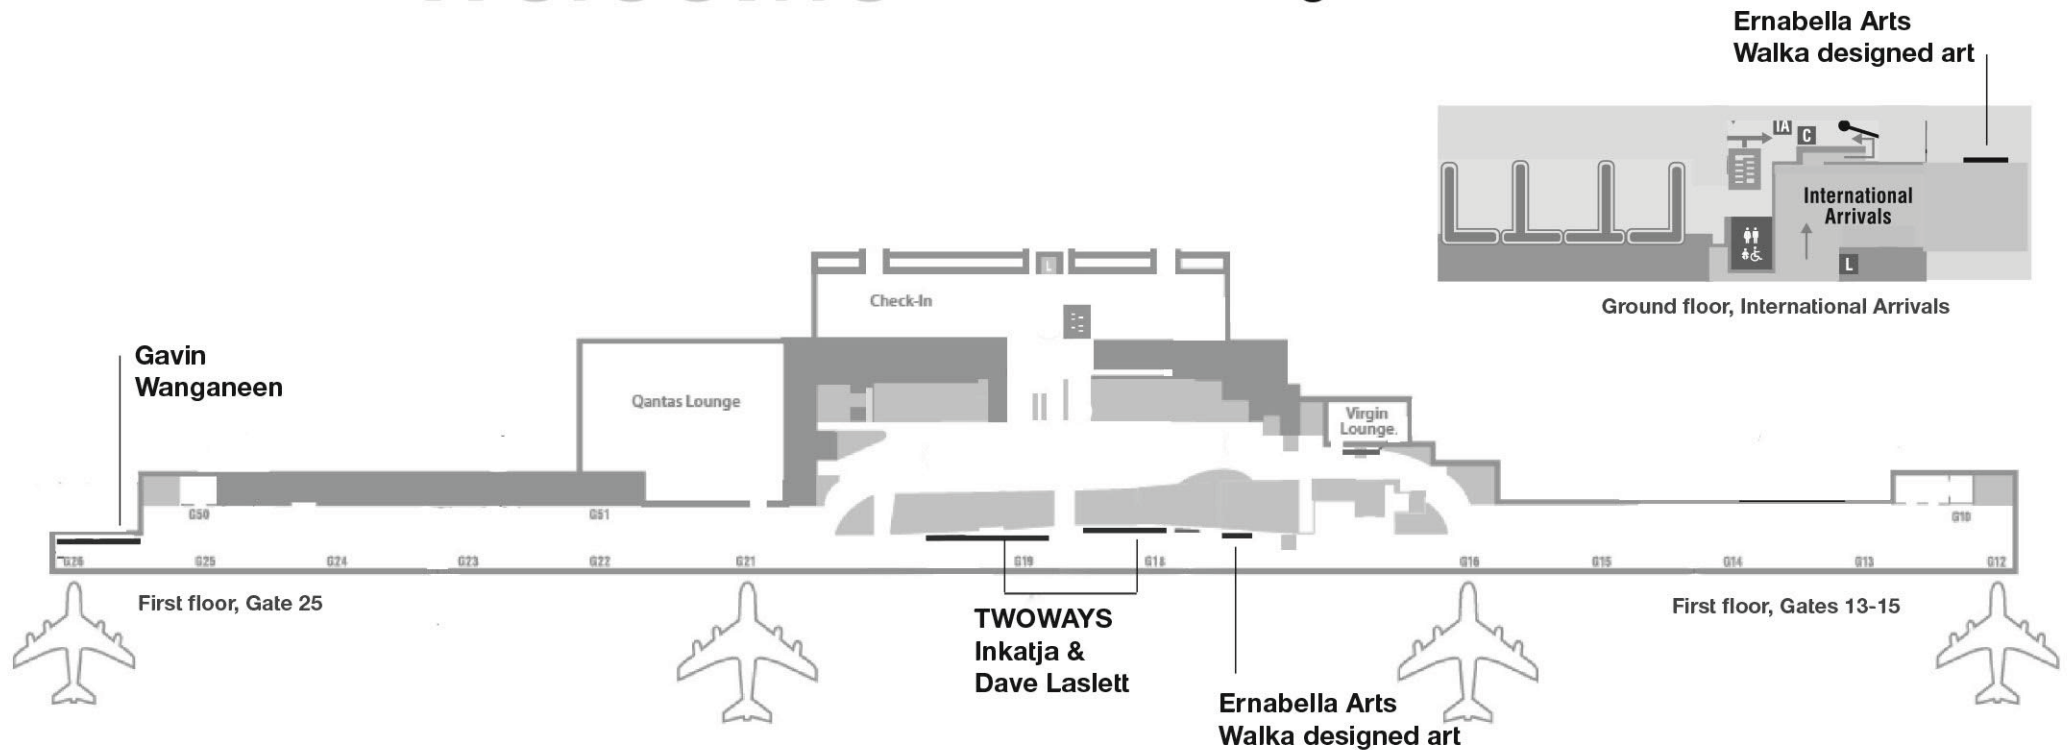 Ernabella Arts
Walka designed art
IA
C
International
Arrivals
L
Ground floor, International Arrivals
L
Check-In
Gavin
Wanganeen
Qantas Lounge
Virgin
Lounge.
G50
G51
G10
G26
G25
G24
G23
G22
G21
G19
G18
G16
G15
G14
G13
G12
First floor, Gate 25
First floor, Gates 13-15
TWOWAYS
Inkatja &
Dave Laslett
Ernabella Arts
Walka designed art